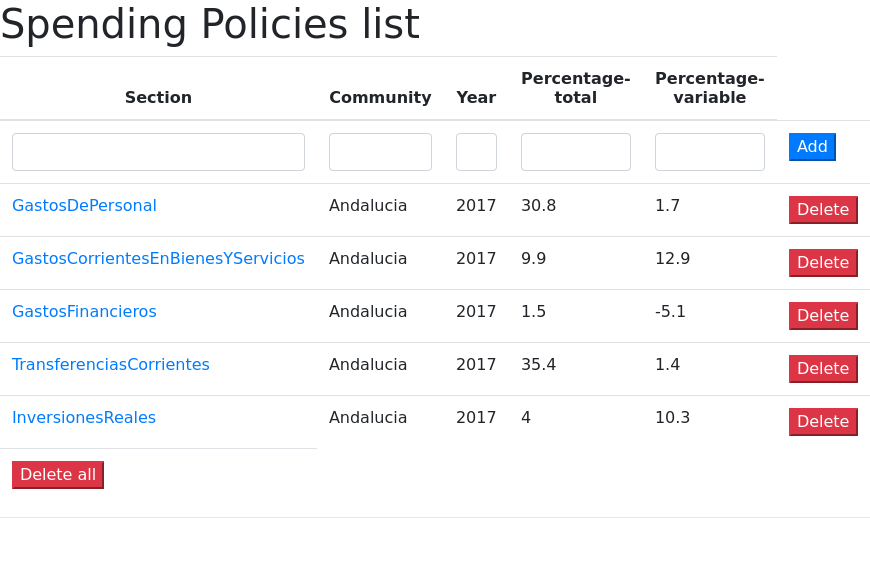 Spending Policies list
Section Community Year Percentage-total Percentage-variable
Add
GastosDePersonal Andalucia 2017 30.8 1.7 Delete
GastosCorrientesEnBienesYServicios Andalucia 2017 9.9 12.9 Delete
GastosFinancieros Andalucia 2017 1.5 -5.1 Delete
TransferenciasCorrientes Andalucia 2017 35.4 1.4 Delete
InversionesReales Andalucia 2017 4 10.3 Delete
Delete all